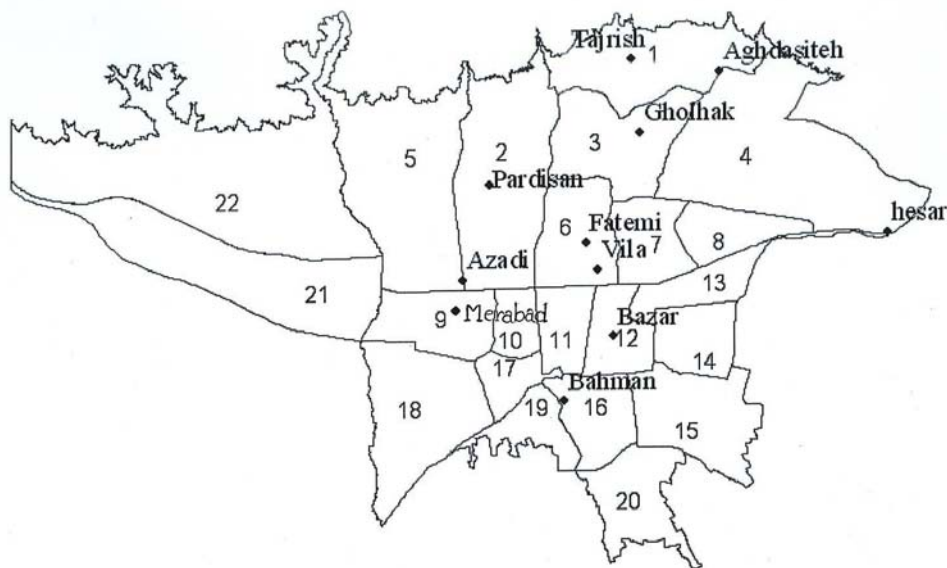 Tajrish
1
Aghdasiteh
Gholhak
3
4
5
2
Pardisan
22
hesar
6
Fatemi
7
8
Vila
Azadi
13
21
9
Merabad
Bazar
10
11
12
14
17
Bahman
18
19
16
15
20